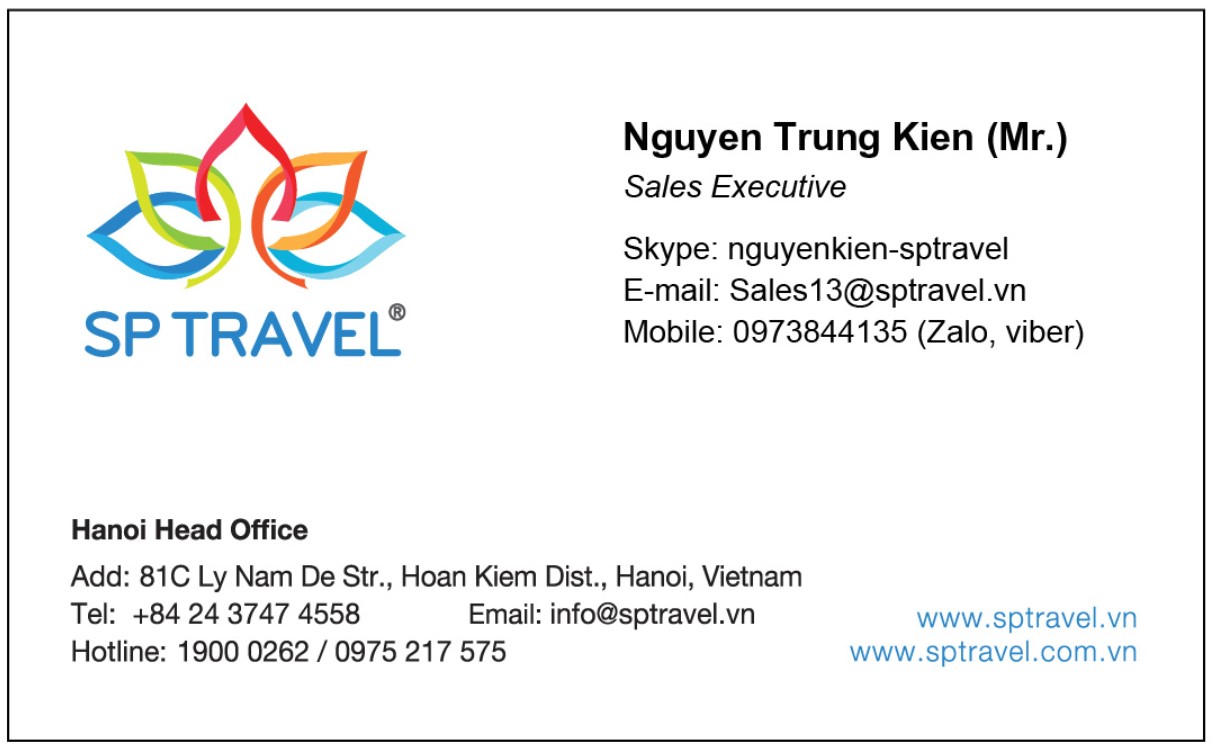 SP TRAVEL®
Nguyen Trung Kien (Mr.)
Sales Executive
Skype: nguyenkien-sptravel
E-mail: Sales13@sptravel.vn
Mobile: 0973844135 (Zalo, viber)
Hanoi Head Office
Add: 81C Ly Nam De Str., Hoan Kiem Dist., Hanoi, Vietnam
Tel: +84 24 3747 4558 Email: info@sptravel.vn
Hotline: 1900 0262 / 0975 217 575
www.sptravel.vn
www.sptravel.com.vn